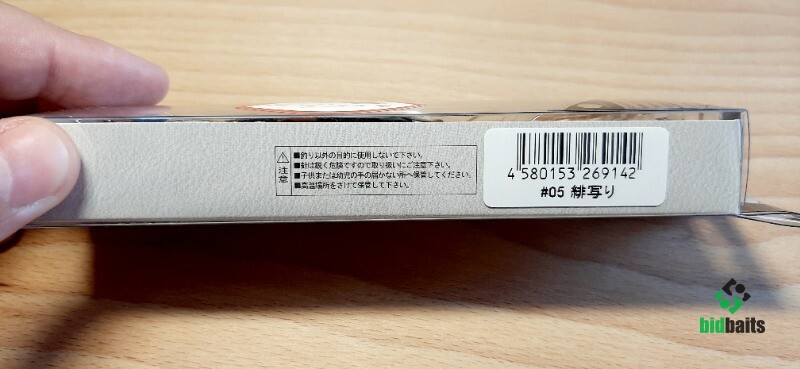 ⚠注意
■釣り以外の目的に使用しないで下さい。
■針は鋭く危険ですので取り扱いにご注意下さい。
■子供または幼児の手の届かない所へ保管してください。
■高温場所をさけて保管して下さい。
4 580153 269142
#05 緋写り
bidbaits